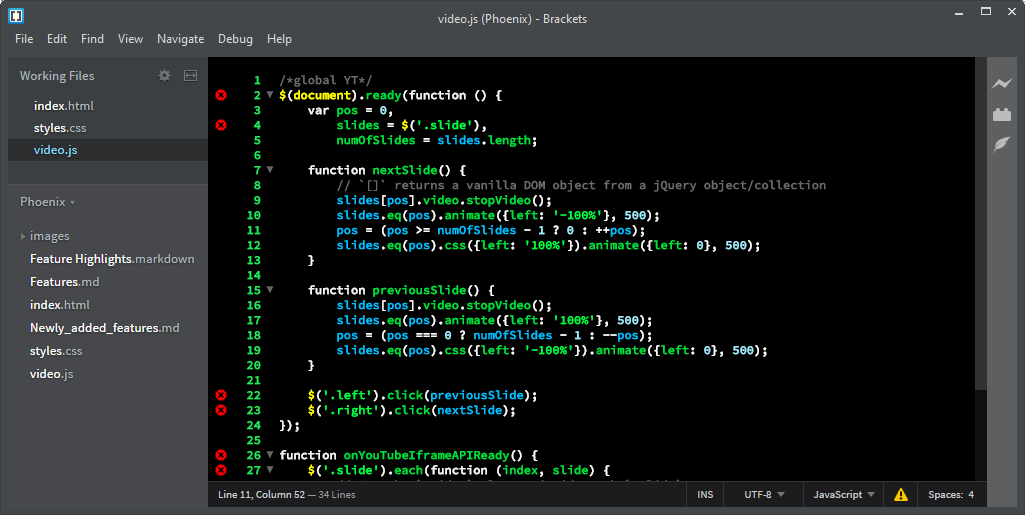 video.js (Phoenix) - Brackets
File Edit Find View Navigate Debug Help
Working Files
index.html
styles.css
video.js
Phoenix
images
Feature Highlights.markdown
Features.md
index.html
Newly_added_features.md
styles.css
video.js
1 /*global YT*/
2 $(document).ready(function () {
3     var pos = 0,
4         slides = $('.slide'),
5         numOfSlides = slides.length;
6
7     function nextSlide() {
8         // `[]` returns a vanilla DOM object from a jQuery object/collection
9         slides[pos].video.stopVideo();
10         slides.eq(pos).animate({left: '-100%'}, 500);
11         pos = (pos >= numOfSlides - 1 ? 0 : ++pos);
12         slides.eq(pos).css({left: '100%'}).animate({left: 0}, 500);
13     }
14
15     function previousSlide() {
16         slides[pos].video.stopVideo();
17         slides.eq(pos).animate({left: '100%'}, 500);
18         pos = (pos === 0 ? numOfSlides - 1 : --pos);
19         slides.eq(pos).css({left: '-100%'}).animate({left: 0}, 500);
20     }
21
22     $('.left').click(previousSlide);
23     $('.right').click(nextSlide);
24 });
25
26 function onYouTubeIframeAPIReady() {
27     $('.slide').each(function (index, slide) {
Line 11, Column 52 — 34 Lines INS UTF-8 JavaScript Spaces: 4